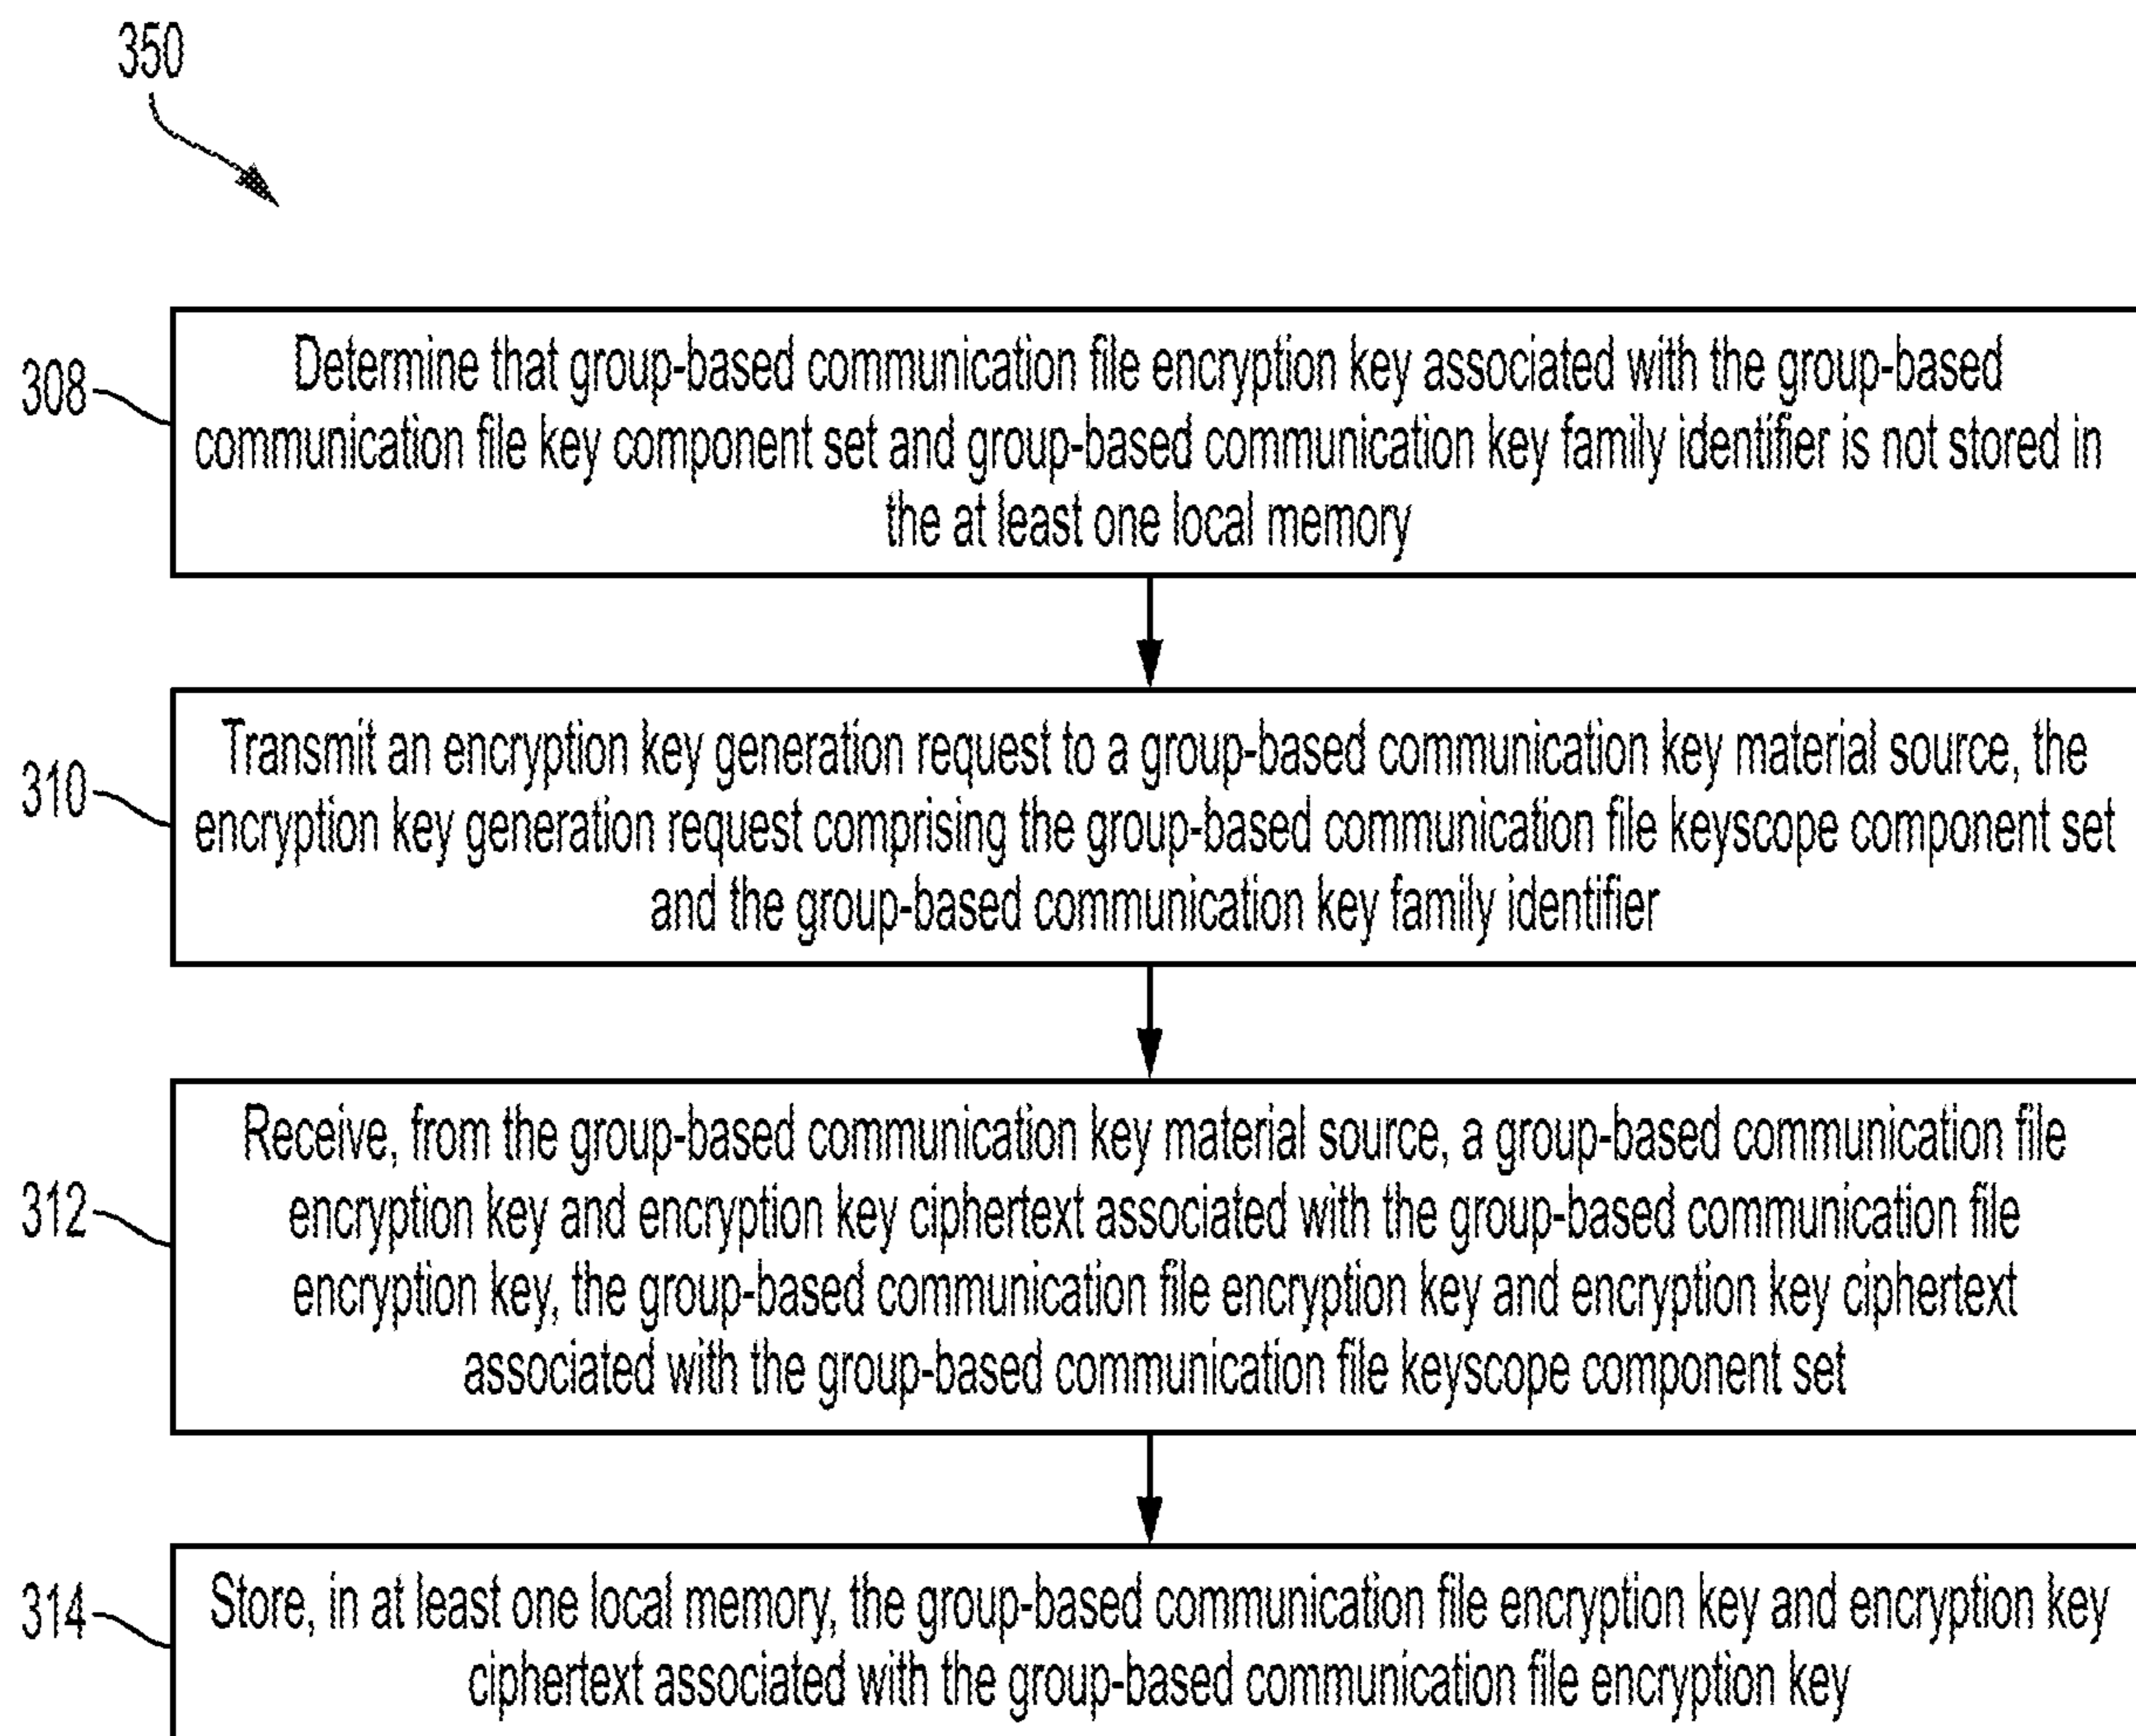 350
308
Determine that group-based communication file encryption key associated with the group-based
communication file key component set and group-based communication key family identifier is not stored in
the at least one local memory
310
Transmit an encryption key generation request to a group-based communication key material source, the
encryption key generation request comprising the group-based communication file keyscope component set
and the group-based communication key family identifier
312
Receive, from the group-based communication key material source, a group-based communication file
encryption key and encryption key ciphertext associated with the group-based communication file
encryption key, the group-based communication file encryption key and encryption key ciphertext
associated with the group-based communication file keyscope component set
314
Store, in at least one local memory, the group-based communication file encryption key and encryption key
ciphertext associated with the group-based communication file encryption key